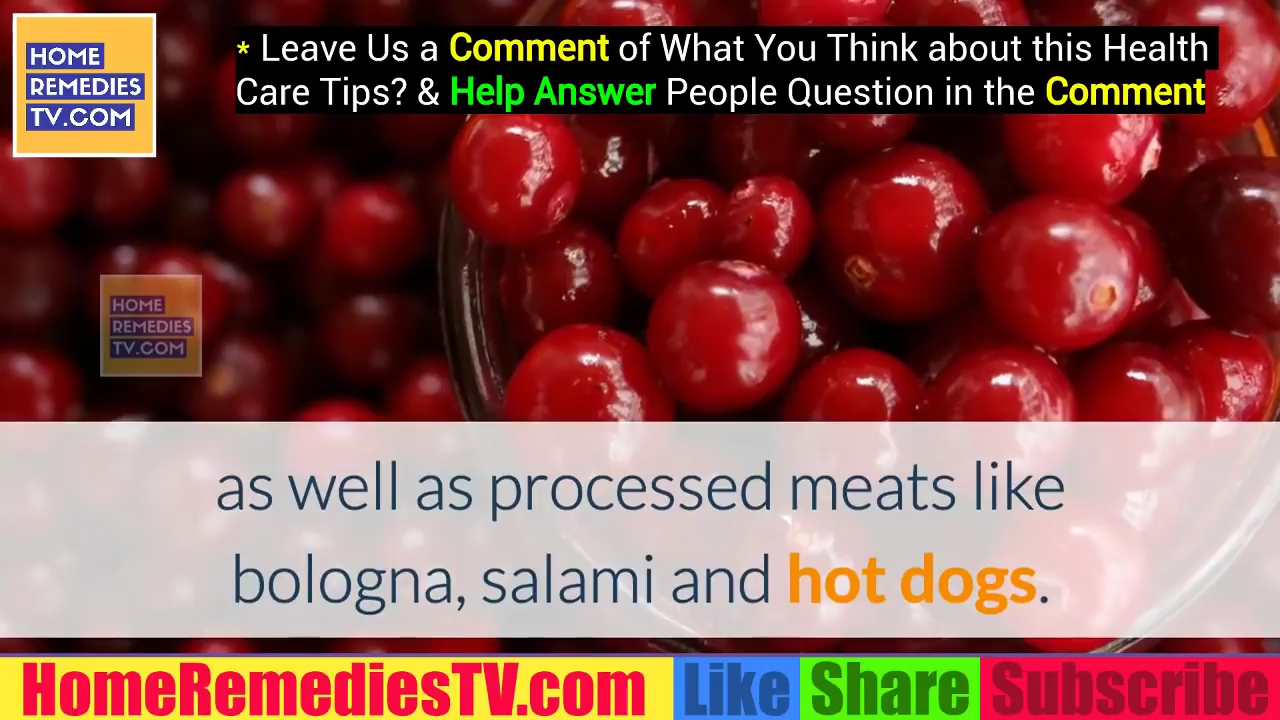 HOME
REMEDIES
TV.COM
* Leave Us a Comment of What You Think about this Health
Care Tips? & Help Answer People Question in the Comment
HOME
REMEDIES
TV.COM
as well as processed meats like
bologna, salami and hot dogs.
HomeRemediesTV.com Like Share Subscribe